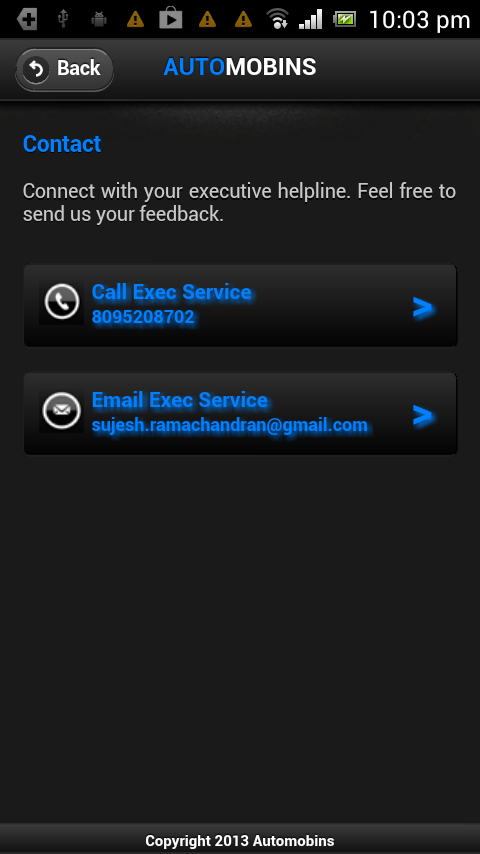 10:03 pm
Back
AUTOMOBINS
Contact
Connect with your executive helpline. Feel free to
send us your feedback.
Call Exec Service
8095208702
>
Email Exec Service
sujesh.ramachandran@gmail.com
>
Copyright 2013 Automobins